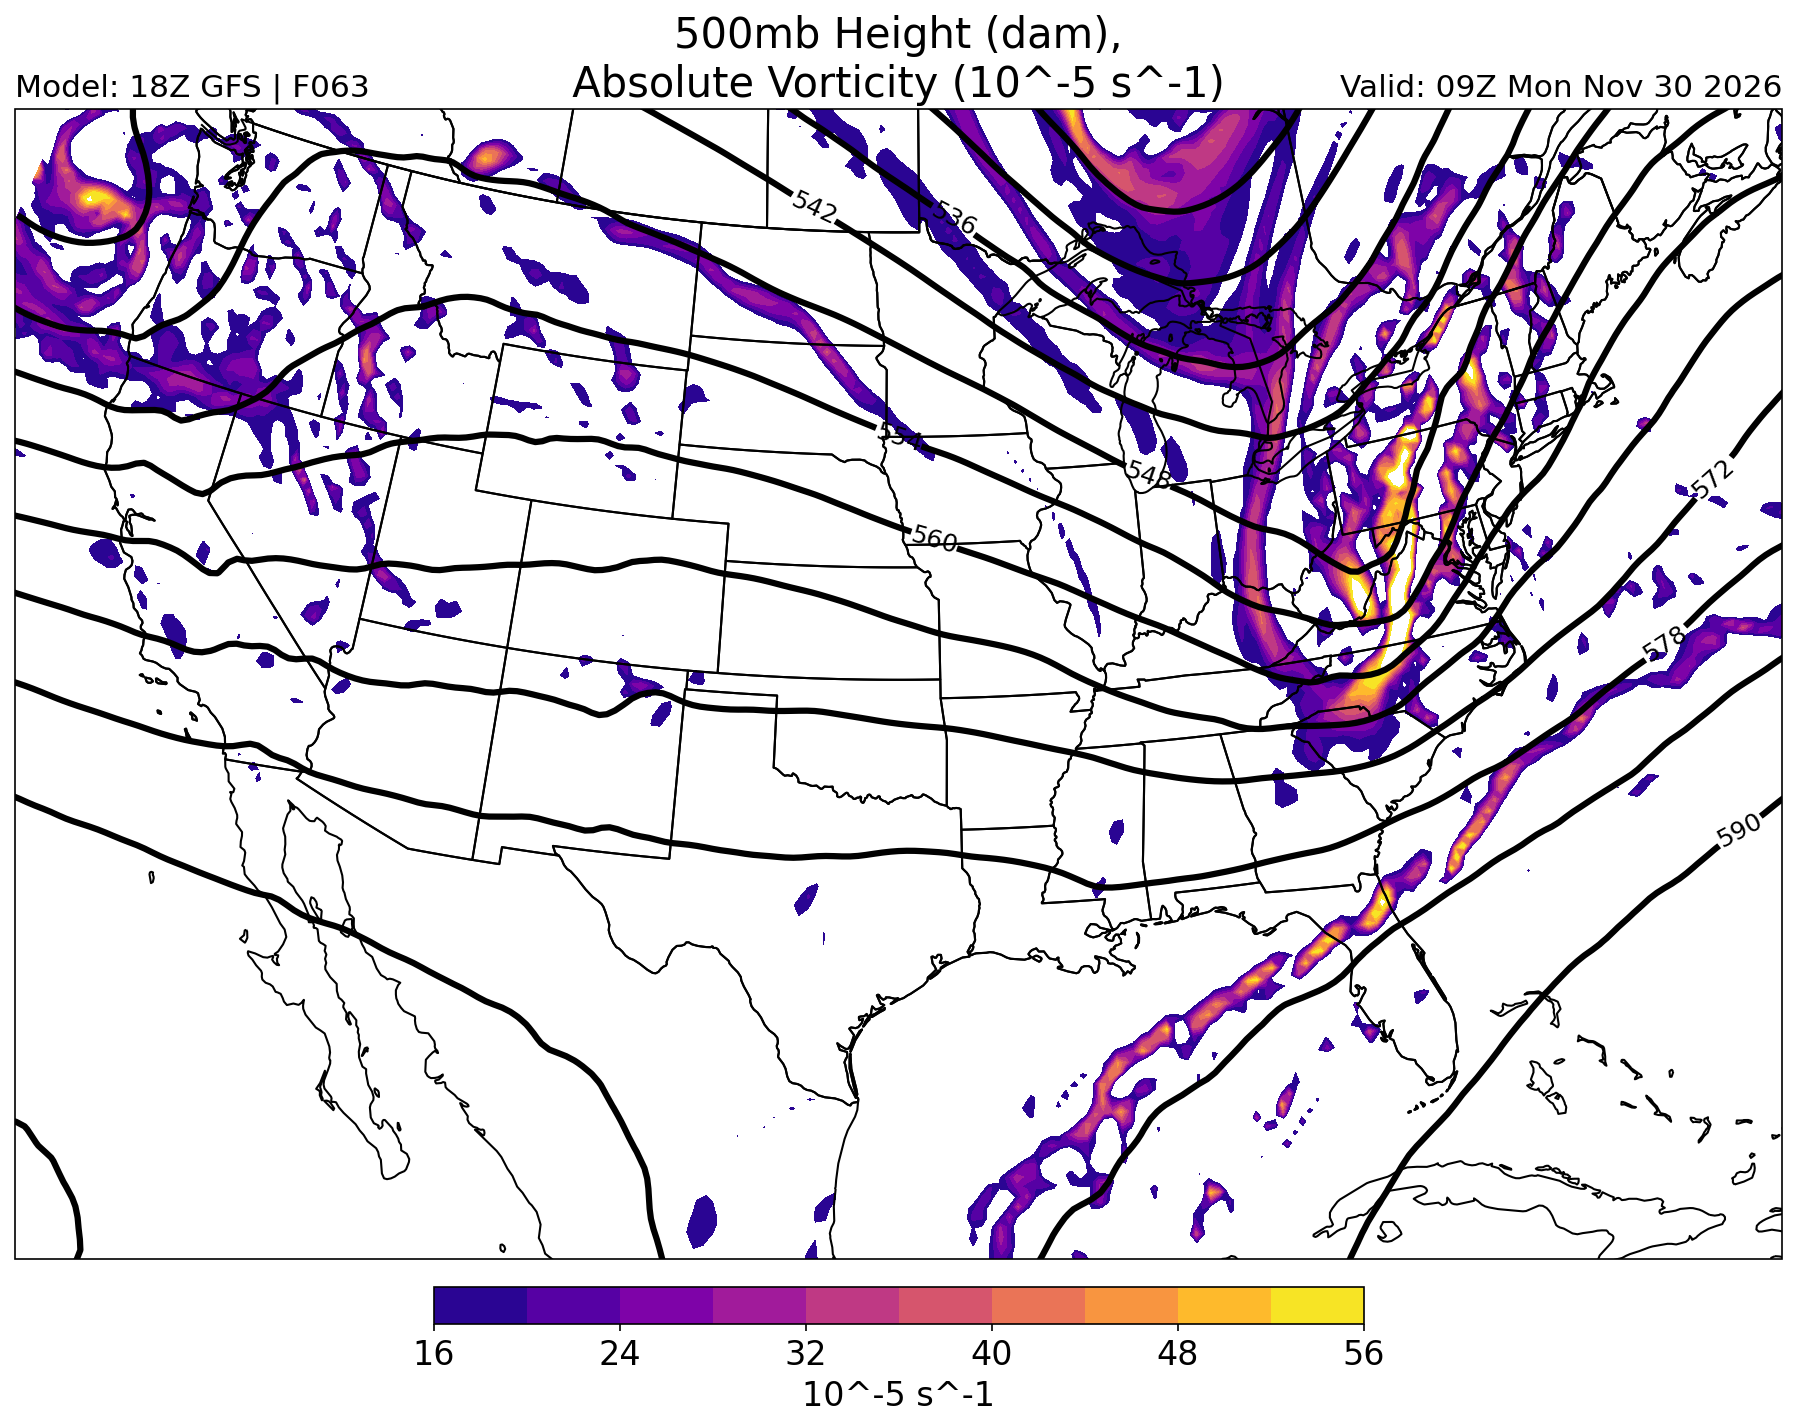 500mb Height (dam),
Absolute Vorticity (10^-5 s^-1)
Model: 18Z GFS | F063
Valid: 09Z Mon Nov 30 2026
542
536
554
548
560
572
578
590
16
24
32
40
48
56
10^-5 s^-1